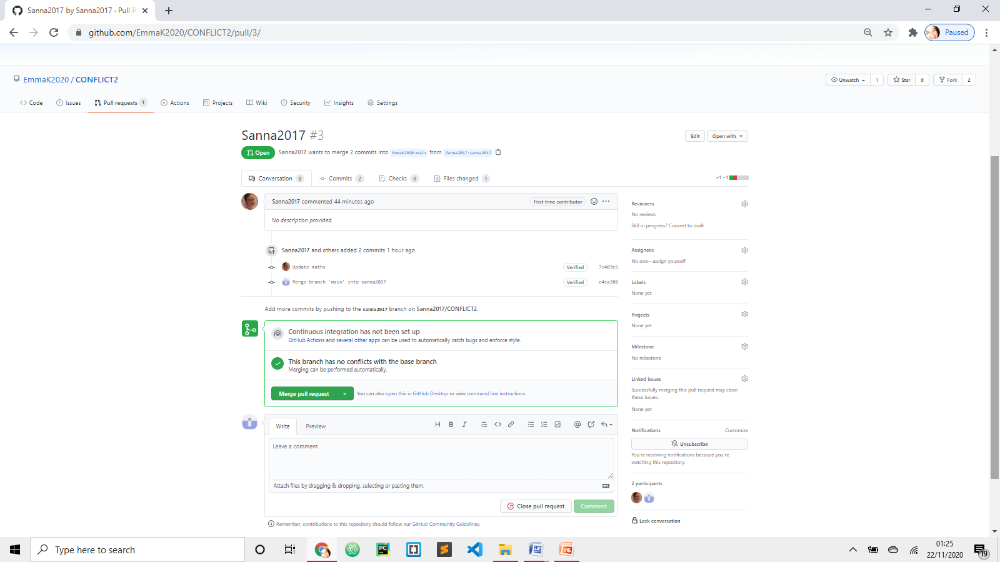 Sanna2017 by Sanna2017 · Pull R
github.com/EmmaK2020/CONFLICT2/pull/3/
Paused
EmmaK2020 / CONFLICT2
Unwatch 1 Star 0 Fork 2
Code Issues Pull requests 1 Actions Projects Wiki Security Insights Settings
Sanna2017 #3
Edit Open with
Open Sanna2017 wants to merge 2 commits into EmmaK2020:main from Sanna2017:sanna2017
Conversation 0 Commits 2 Checks 0 Files changed 1
+1 −1
Sanna2017 commented 44 minutes ago First-time contributor
No description provided.
Sanna2017 and others added 2 commits 1 hour ago
Update maths Verified 7c403e5
Merge branch 'main' into sanna2017 Verified e4ca388
Add more commits by pushing to the sanna2017 branch on Sanna2017/CONFLICT2.
Continuous integration has not been set up
GitHub Actions and several other apps can be used to automatically catch bugs and enforce style.
This branch has no conflicts with the base branch
Merging can be performed automatically.
Merge pull request You can also open this in GitHub Desktop or view command line instructions.
Write Preview
H B I
Leave a comment
Attach files by dragging & dropping, selecting or pasting them.
Close pull request Comment
Remember, contributions to this repository should follow our GitHub Community Guidelines.
Reviewers
No reviews
Still in progress? Convert to draft
Assignees
No one—assign yourself
Labels
None yet
Projects
None yet
Milestone
No milestone
Linked issues
Successfully merging this pull request may close
these issues.
None yet
Notifications Customize
Unsubscribe
You're receiving notifications because you're
watching this repository.
2 participants
Lock conversation
Type here to search
01:25
22/11/2020
19